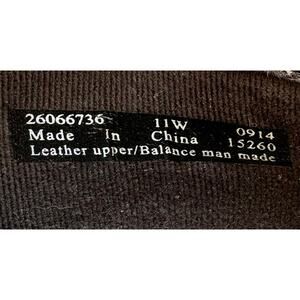 26066736 11W 0914
Made In China 15260
Leather upper/Balance man made